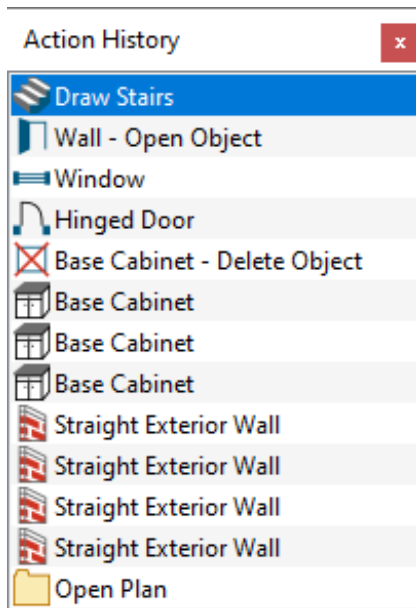 Action History
x
Draw Stairs
Wall - Open Object
Window
Hinged Door
Base Cabinet - Delete Object
Base Cabinet
Base Cabinet
Base Cabinet
Straight Exterior Wall
Straight Exterior Wall
Straight Exterior Wall
Straight Exterior Wall
Open Plan